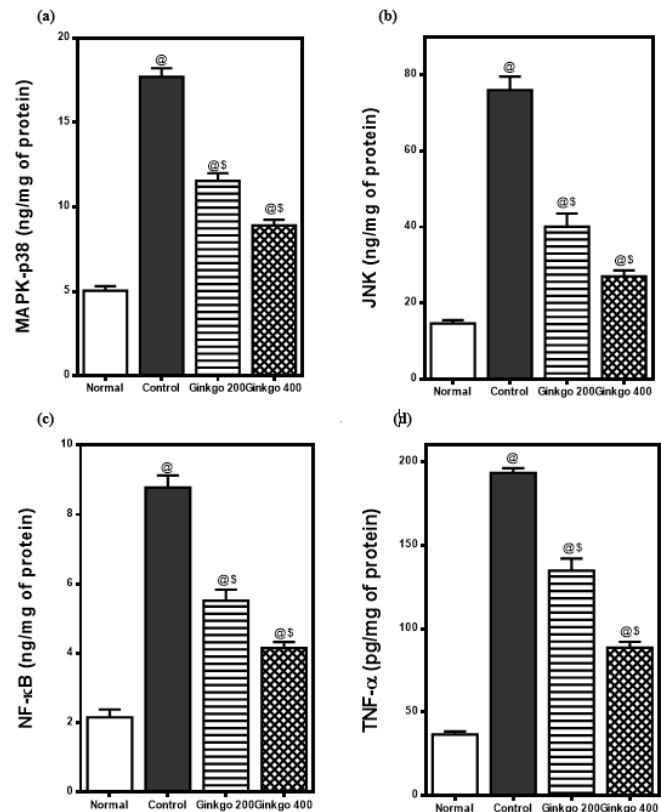 (a)
@
@$
@$
MAPK-p38 (ng/mg of protein)
20
15
10
5
0
Normal Control Ginkgo 200 Ginkgo 400
(b)
@
@$
@$
JNK (ng/mg of protein)
80
60
40
20
0
Normal Control Ginkgo 200 Ginkgo 400
(c)
@
@$
@$
NF-κB (ng/mg of protein)
10
8
6
4
2
0
Normal Control Ginkgo 200 Ginkgo 400
(d)
@
@$
@$
TNF-α (pg/mg of protein)
200
150
100
50
0
Normal Control Ginkgo 200 Ginkgo 400